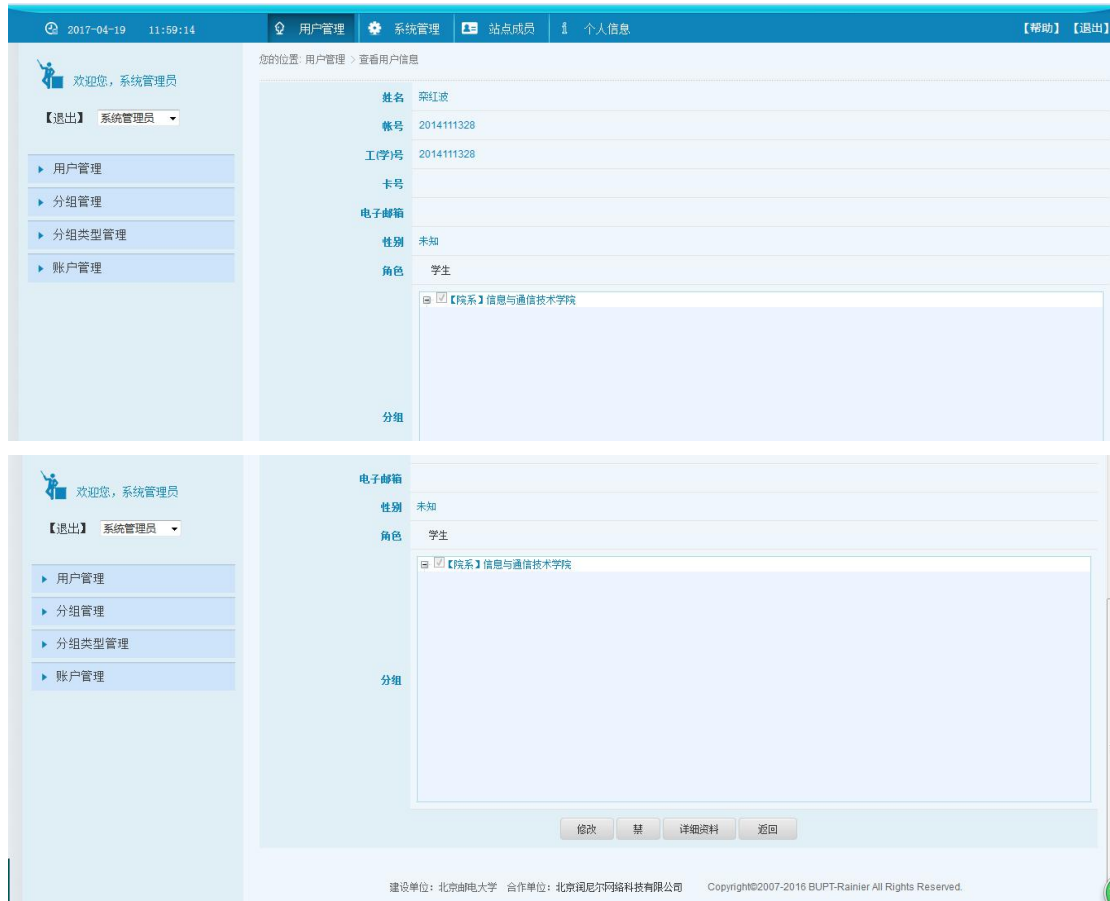 2017-04-19 11:59:14 用户管理 系统管理 站点成员 个人信息 【帮助】【退出】
欢迎您，系统管理员
【退出】 系统管理员
用户管理
分组管理
分组类型管理
账户管理
您的位置: 用户管理 > 查看用户信息
姓名 栾红波
帐号 2014111328
工(学)号 2014111328
卡号
电子邮箱
性别 未知
角色 学生
【院系】信息与通信技术学院
分组
欢迎您，系统管理员
【退出】 系统管理员
用户管理
分组管理
分组类型管理
账户管理
电子邮箱
性别 未知
角色 学生
【院系】信息与通信技术学院
分组
修改 禁 详细资料 返回
建设单位：北京邮电大学 合作单位：北京润尼尔网络科技有限公司 Copyright©2007-2016 BUPT-Rainier All Rights Reserved.